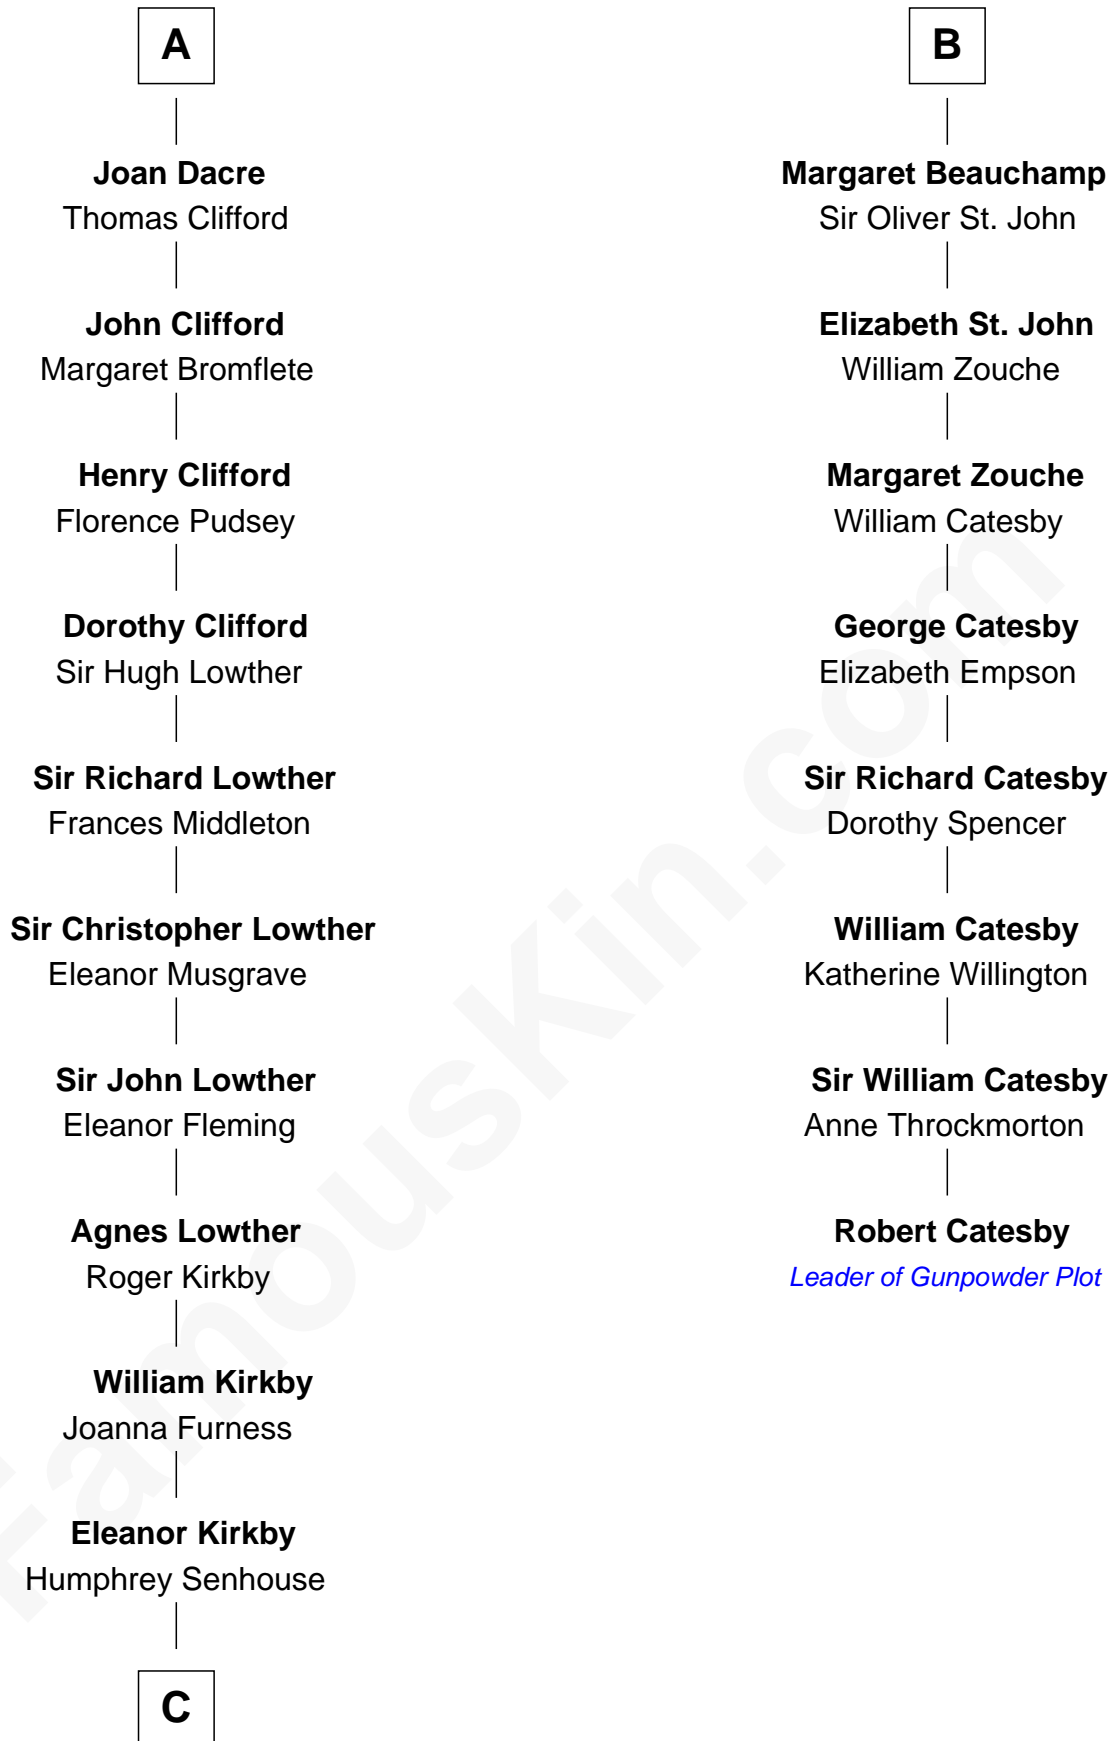 A
Joan Dacre
Thomas Clifford
John Clifford
Margaret Bromflete
Henry Clifford
Florence Pudsey
Dorothy Clifford
Sir Hugh Lowther
Sir Richard Lowther
Frances Middleton
Sir Christopher Lowther
Eleanor Musgrave
Sir John Lowther
Eleanor Fleming
Agnes Lowther
Roger Kirkby
William Kirkby
Joanna Furness
Eleanor Kirkby
Humphrey Senhouse
C
B
Margaret Beauchamp
Sir Oliver St. John
Elizabeth St. John
William Zouche
Margaret Zouche
William Catesby
George Catesby
Elizabeth Empson
Sir Richard Catesby
Dorothy Spencer
William Catesby
Katherine Willington
Sir William Catesby
Anne Throckmorton
Robert Catesby
Leader of Gunpowder Plot
FamousKin.com